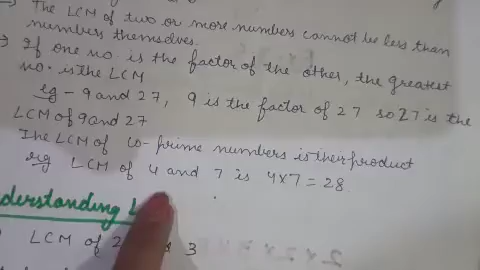 → The LCM of two or more numbers cannot be less than
numbers themselves.
→ If one no. is the factor of the other, the greatest
no. is the LCM
eg - 9 and 27, 9 is the factor of 27 so 27 is the
LCM of 9 and 27
The LCM of co-prime numbers is their product
eg LCM of 4 and 7 is 4x7 = 28.
nderstanding L
LCM of 2 3